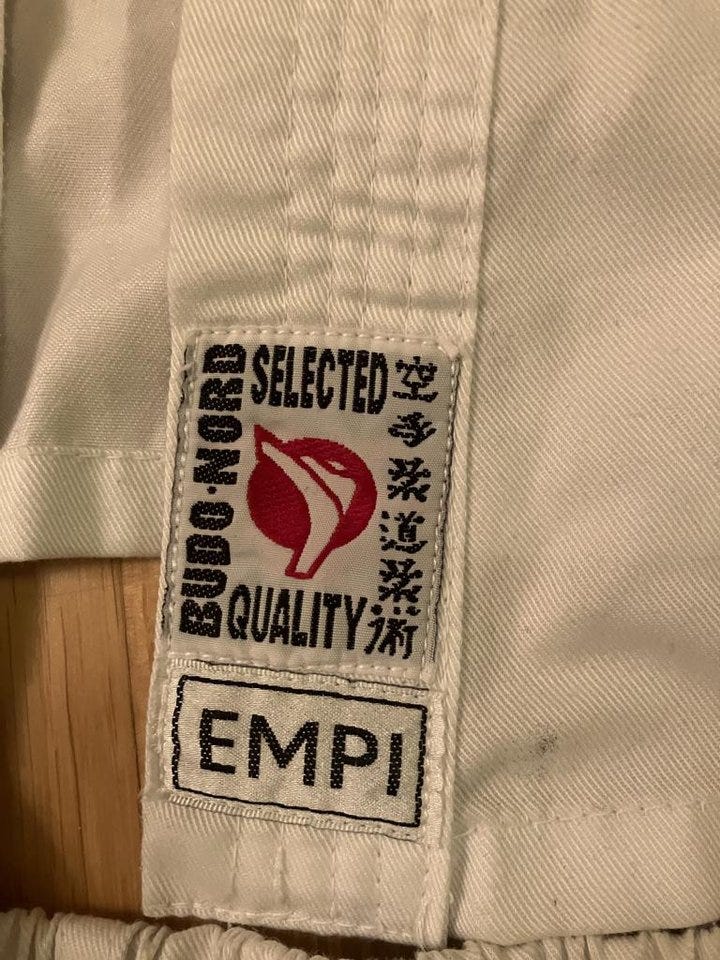 BUDO·NORD
SELECTED
空手柔道柔術
QUALITY
EMPI